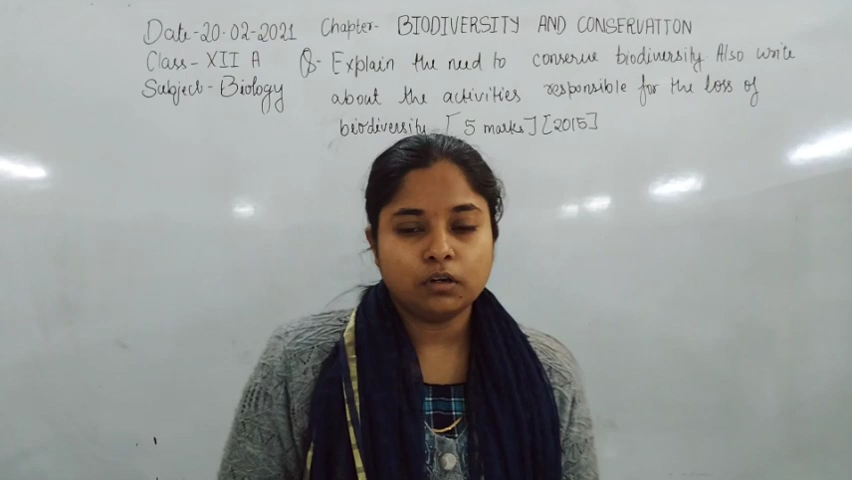 Date-20.02-2021 Chapter- BIODIVERSITY AND CONSERVATION
Class- XII A Q- Explain the need to conserve biodiversity. Also write
Subject- Biology about the activities responsible for the loss of
biodiversity - [5 marks] [2015]